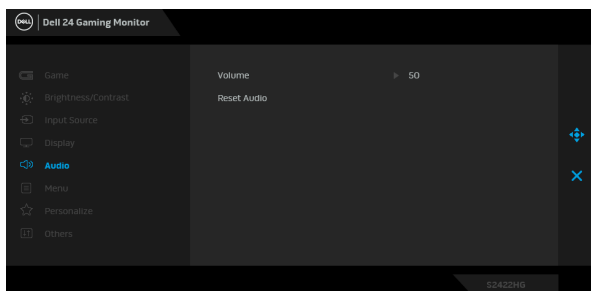 DELL
Dell 24 Gaming Monitor
Game
Brightness/Contrast
Input Source
Display
Audio
Menu
Personalize
Others
Volume 50
Reset Audio
S2422HG